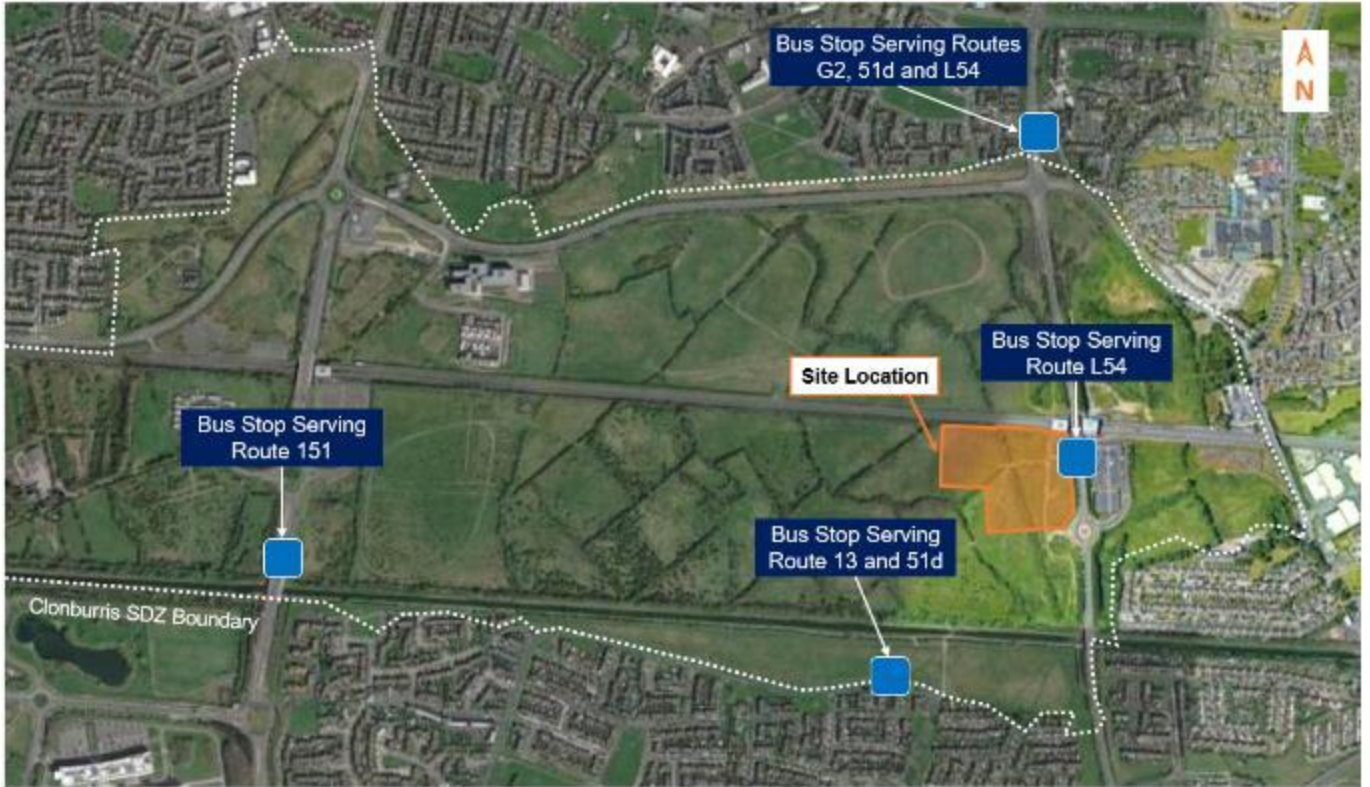 Bus Stop Serving Routes
G2, 51d and L54
N
Bus Stop Serving
Route L54
Site Location
Bus Stop Serving
Route 151
Bus Stop Serving
Route 13 and 51d
Clonburris SDZ Boundary